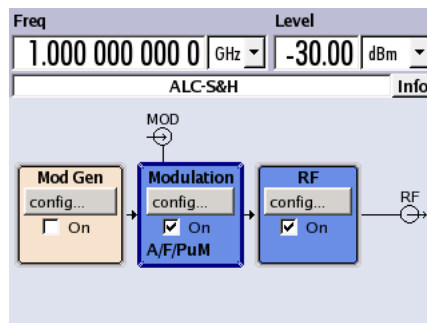 Freq Level
1.000 000 000 0 GHz -30.00 dBm
ALC-S&H Info
MOD
Mod Gen Modulation RF
config... config... config... RF
On On On
A/F/PuM